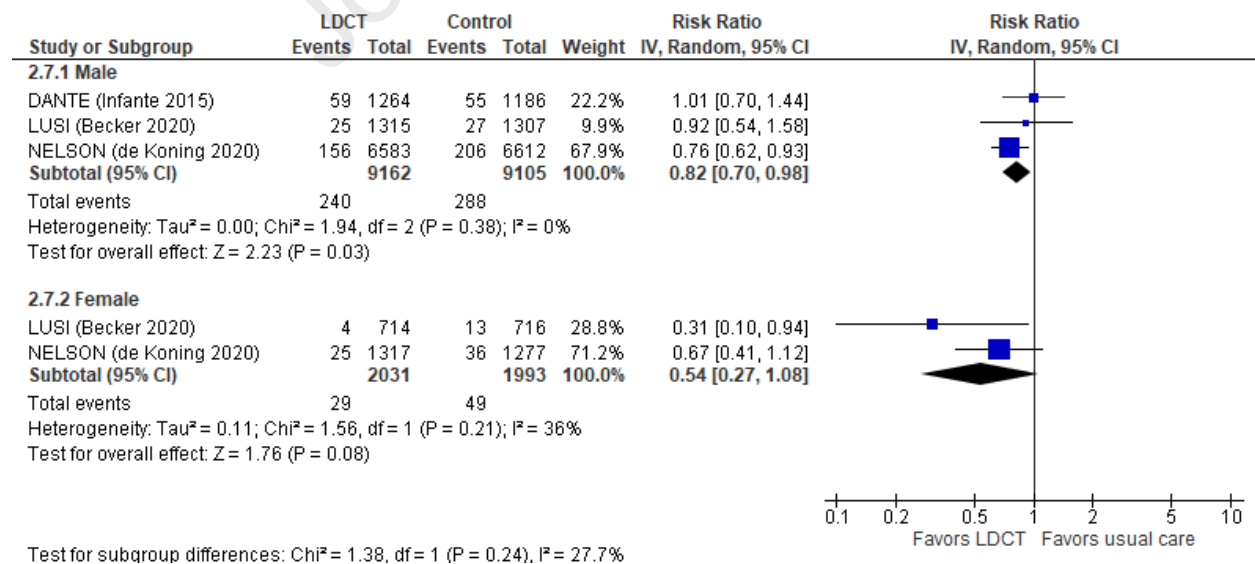 LDCT Control Risk Ratio Risk Ratio
Study or Subgroup Events Total Events Total Weight IV, Random, 95% CI IV, Random, 95% CI
2.7.1 Male
DANTE (Infante 2015) 59 1264 55 1186 22.2% 1.01 [0.70, 1.44]
LUSI (Becker 2020) 25 1315 27 1307 9.9% 0.92 [0.54, 1.58]
NELSON (de Koning 2020) 156 6583 206 6612 67.9% 0.76 [0.62, 0.93]
Subtotal (95% CI) 9162 9105 100.0% 0.82 [0.70, 0.98]
Total events 240 288
Heterogeneity: Tau² = 0.00; Chi² = 1.94, df = 2 (P = 0.38); I² = 0%
Test for overall effect: Z = 2.23 (P = 0.03)
2.7.2 Female
LUSI (Becker 2020) 4 714 13 716 28.8% 0.31 [0.10, 0.94]
NELSON (de Koning 2020) 25 1317 36 1277 71.2% 0.67 [0.41, 1.12]
Subtotal (95% CI) 2031 1993 100.0% 0.54 [0.27, 1.08]
Total events 29 49
Heterogeneity: Tau² = 0.11; Chi² = 1.56, df = 1 (P = 0.21); I² = 36%
Test for overall effect: Z = 1.76 (P = 0.08)
0.1 0.2 0.5 1 2 5 10
Favors LDCT Favors usual care
Test for subgroup differences: Chi² = 1.38, df = 1 (P = 0.24), I² = 27.7%